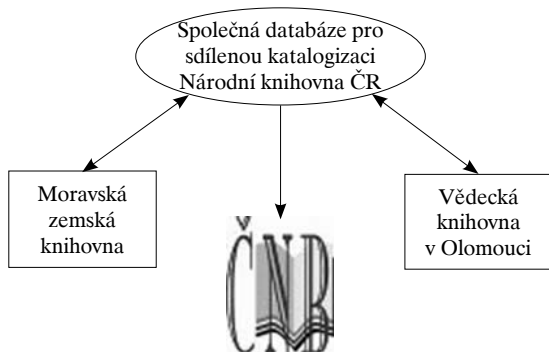 Společná databáze pro
sdílenou katalogizaci
Národní knihovna ČR
Moravská
zemská
knihovna
Vědecká
knihovna
v Olomouci
ČNB